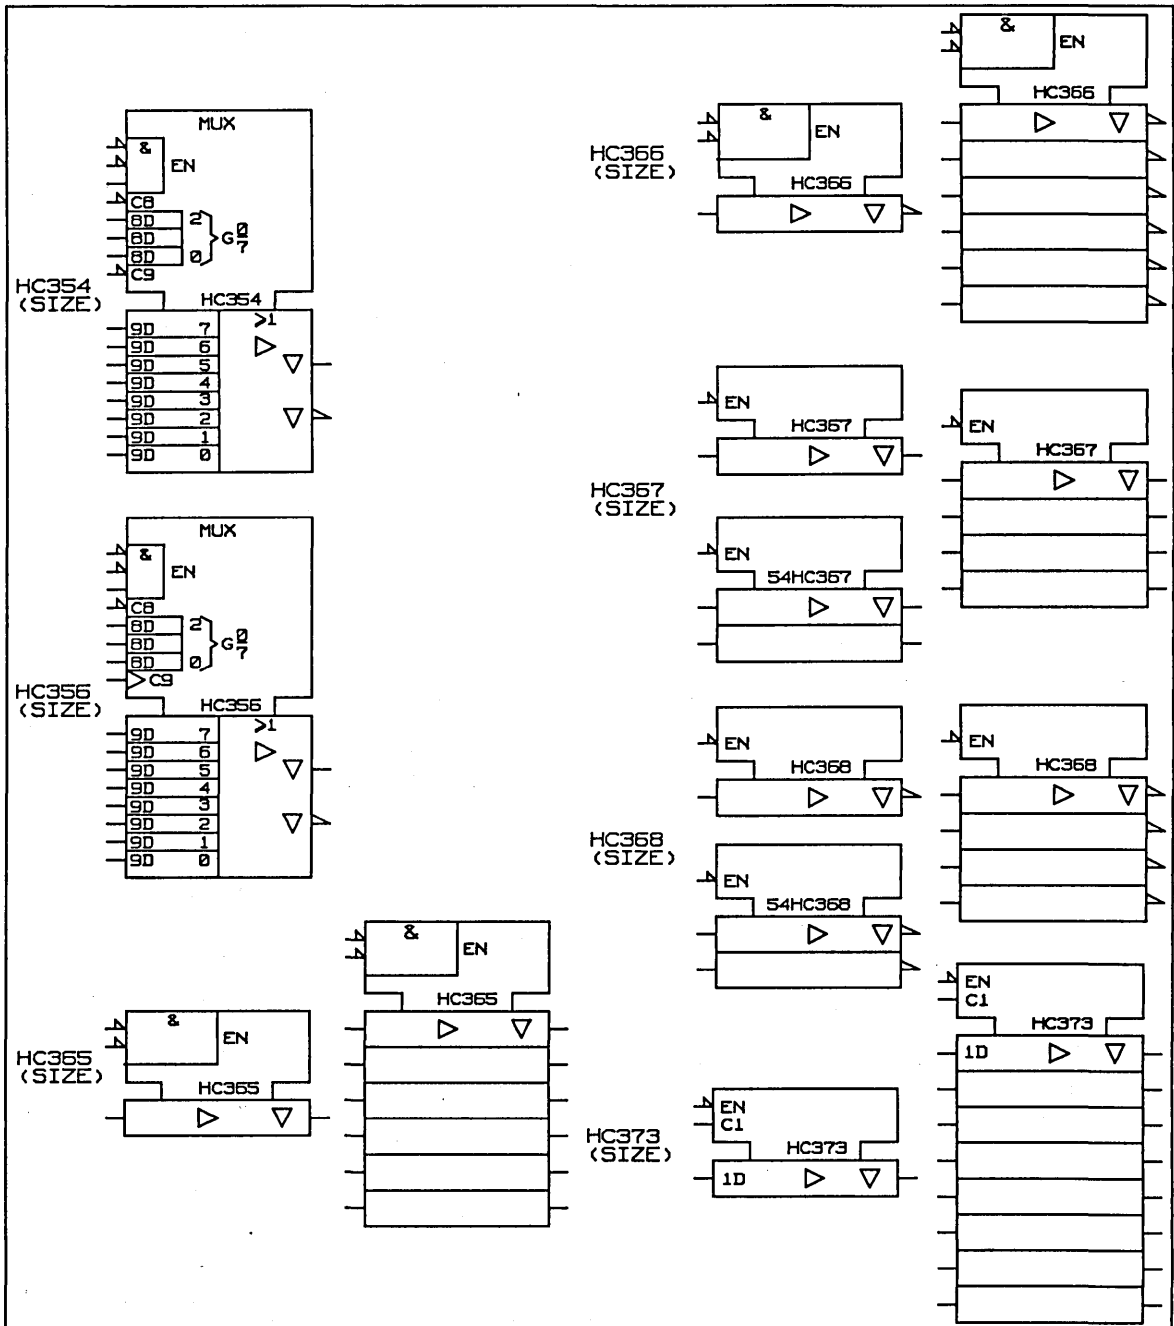 MUX
&
EN
C8
8D 2
8D
8D 0
G 0/7
C9
HC354
(SIZE)
HC354
9D 7
9D 6
9D 5
9D 4
9D 3
9D 2
9D 1
9D 0
>1
MUX
&
EN
C8
8D 2
8D
8D 0
G 0/7
C9
HC356
(SIZE)
HC356
9D 7
9D 6
9D 5
9D 4
9D 3
9D 2
9D 1
9D 0
>1
HC365
(SIZE)
&
EN
HC365
&
EN
HC365
HC366
(SIZE)
&
EN
HC366
&
EN
HC366
HC367
(SIZE)
EN
HC367
EN
54HC367
EN
HC367
HC368
(SIZE)
EN
HC368
EN
54HC368
EN
HC368
HC373
(SIZE)
EN
C1
HC373
1D
EN
C1
HC373
1D